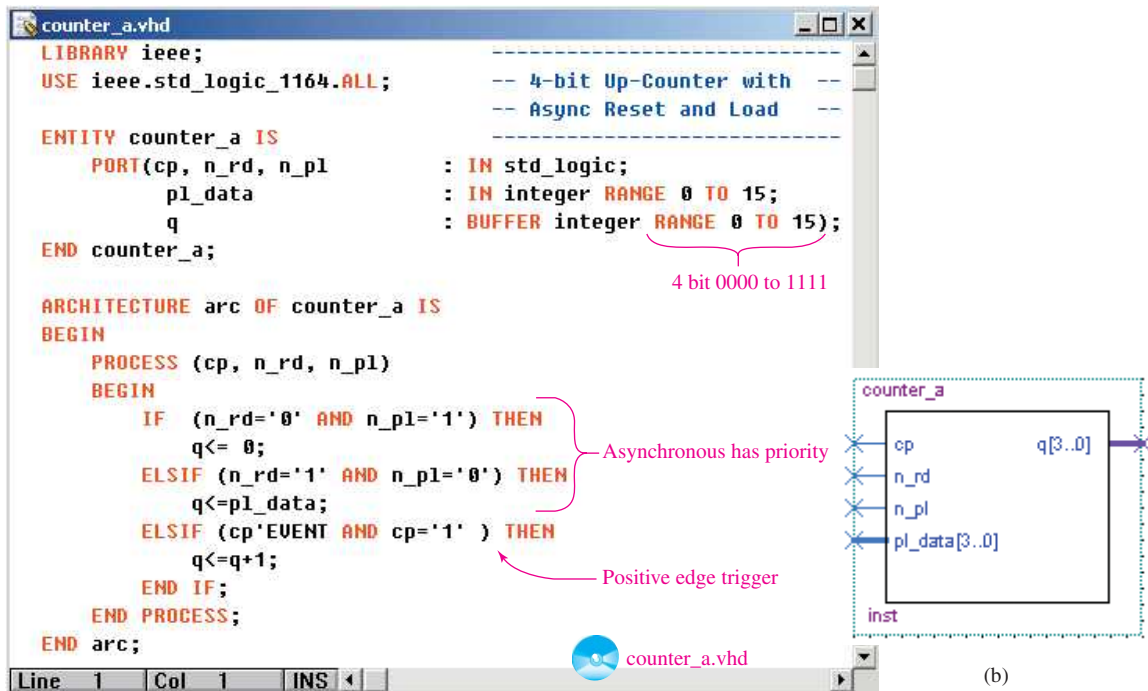 counter_a.vhd
LIBRARY ieee; ----------------------------
USE ieee.std_logic_1164.ALL; -- 4-bit Up-Counter with --
-- Async Reset and Load --
ENTITY counter_a IS ----------------------------
PORT(cp, n_rd, n_pl : IN std_logic;
pl_data : IN integer RANGE 0 TO 15;
q : BUFFER integer RANGE 0 TO 15);
END counter_a;
4 bit 0000 to 1111
ARCHITECTURE arc OF counter_a IS
BEGIN
PROCESS (cp, n_rd, n_pl)
BEGIN
IF (n_rd='0' AND n_pl='1') THEN
q<= 0;
ELSIF (n_rd='1' AND n_pl='0') THEN
q<=pl_data;
ELSIF (cp'EVENT AND cp='1' ) THEN
q<=q+1;
END IF;
END PROCESS;
END arc;
Asynchronous has priority
Positive edge trigger
counter_a.vhd
Line 1 Col 1 INS
counter_a
cp q[3..0]
n_rd
n_pl
pl_data[3..0]
inst
(b)